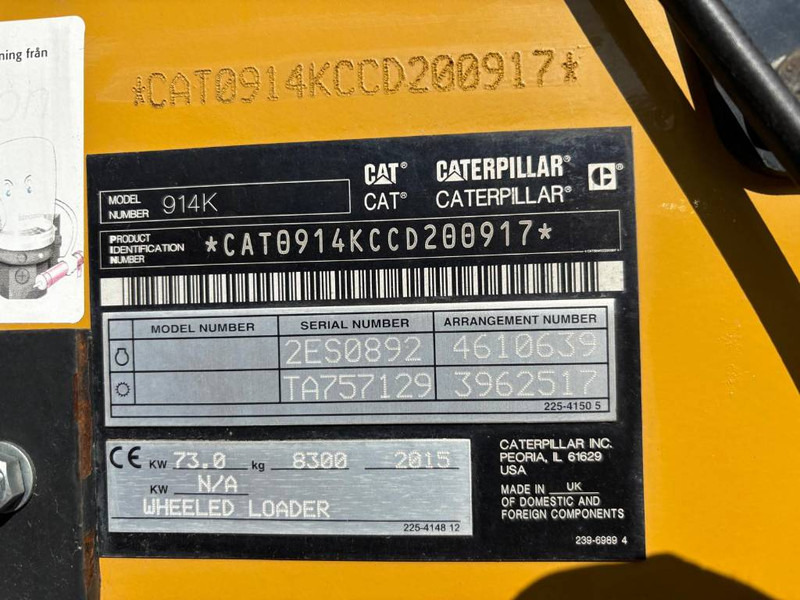 ning från
*CAT0914KCCD200917*
CAT® CATERPILLAR®
CAT® CATERPILLAR®
MODEL NUMBER 914K
PRODUCT IDENTIFICATION NUMBER *CAT0914KCCD200917*
MODEL NUMBER SERIAL NUMBER ARRANGEMENT NUMBER
2ES0892 4610639
TA757129 3962517
225-4150 5
CE KW 73.0 kg 8300 2015
KW N/A
WHEELED LOADER
225-4148 12
CATERPILLAR INC.
PEORIA, IL 61629
USA
MADE IN UK
OF DOMESTIC AND
FOREIGN COMPONENTS
239-6989 4